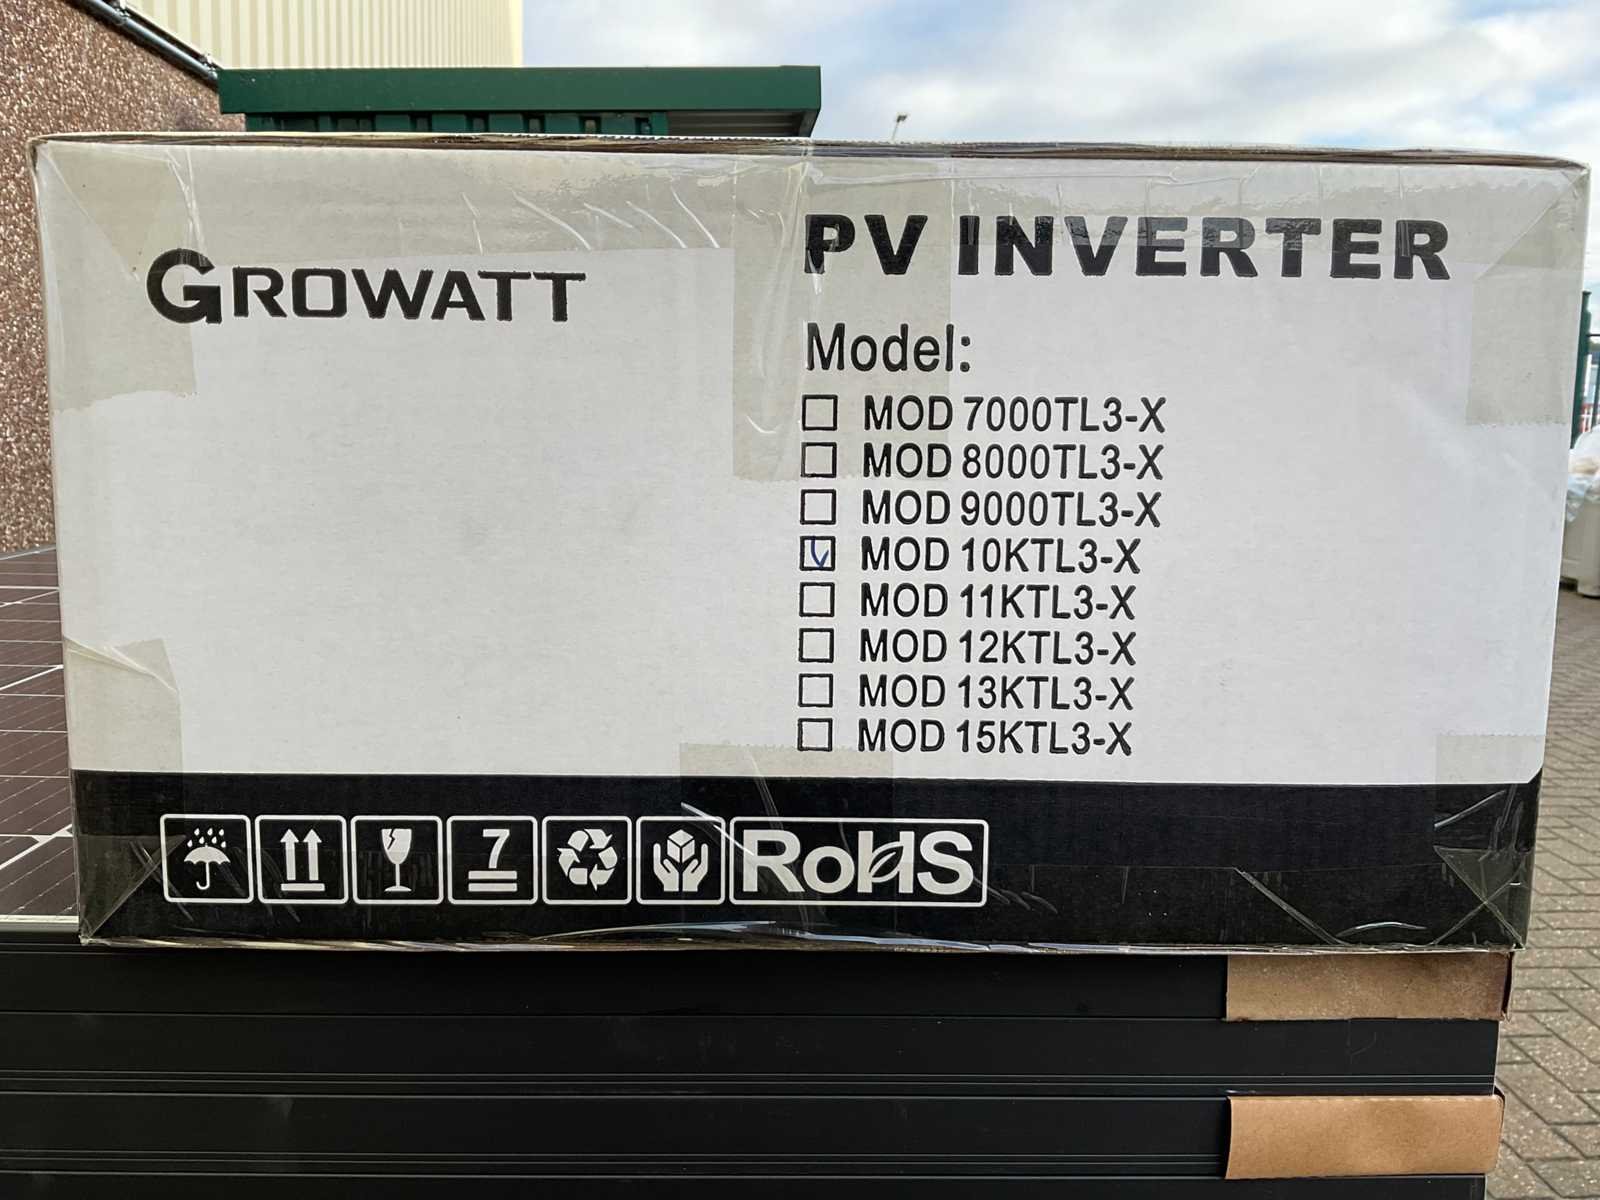 GROWATT
PV INVERTER
Model:
MOD 7000TL3-X
MOD 8000TL3-X
MOD 9000TL3-X
MOD 10KTL3-X
MOD 11KTL3-X
MOD 12KTL3-X
MOD 13KTL3-X
MOD 15KTL3-X
7
RoHS